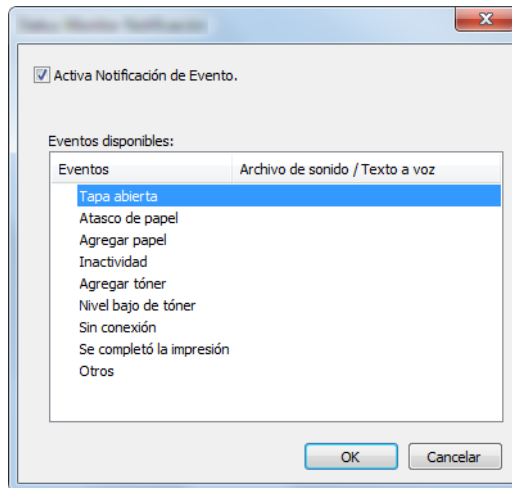 Activa Notificación de Evento.
Eventos disponibles:
Eventos Archivo de sonido / Texto a voz
Tapa abierta
Atasco de papel
Agregar papel
Inactividad
Agregar tóner
Nivel bajo de tóner
Sin conexión
Se completó la impresión
Otros
OK Cancelar